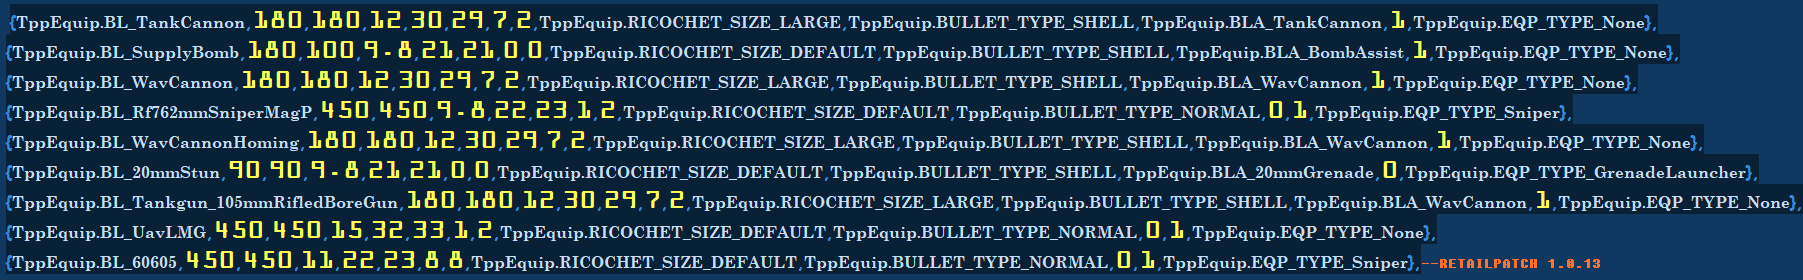 {TppEquip.BL_TankCannon,180,180,12,30,29,7,2,TppEquip.RICOCHET_SIZE_LARGE,TppEquip.BULLET_TYPE_SHELL,TppEquip.BLA_TankCannon,1,TppEquip.EQP_TYPE_None},
{TppEquip.BL_SupplyBomb,180,100,9.8,21,21,0,0,TppEquip.RICOCHET_SIZE_DEFAULT,TppEquip.BULLET_TYPE_SHELL,TppEquip.BLA_BombAssist,1,TppEquip.EQP_TYPE_None},
{TppEquip.BL_WavCannon,180,180,12,30,29,7,2,TppEquip.RICOCHET_SIZE_LARGE,TppEquip.BULLET_TYPE_SHELL,TppEquip.BLA_WavCannon,1,TppEquip.EQP_TYPE_None},
{TppEquip.BL_Rf762mmSniperMagP,450,450,9.8,22,23,1,2,TppEquip.RICOCHET_SIZE_DEFAULT,TppEquip.BULLET_TYPE_NORMAL,0,1,TppEquip.EQP_TYPE_Sniper},
{TppEquip.BL_WavCannonHoming,180,180,12,30,29,7,2,TppEquip.RICOCHET_SIZE_LARGE,TppEquip.BULLET_TYPE_SHELL,TppEquip.BLA_WavCannon,1,TppEquip.EQP_TYPE_None},
{TppEquip.BL_20mmStun,90,90,9.8,21,21,0,0,TppEquip.RICOCHET_SIZE_DEFAULT,TppEquip.BULLET_TYPE_SHELL,TppEquip.BLA_20mmGrenade,0,TppEquip.EQP_TYPE_GrenadeLauncher},
{TppEquip.BL_Tankgun_105mmRifledBoreGun,180,180,12,30,29,7,2,TppEquip.RICOCHET_SIZE_LARGE,TppEquip.BULLET_TYPE_SHELL,TppEquip.BLA_WavCannon,1,TppEquip.EQP_TYPE_None},
{TppEquip.BL_UavLMG,450,450,15,32,33,1,2,TppEquip.RICOCHET_SIZE_DEFAULT,TppEquip.BULLET_TYPE_NORMAL,0,1,TppEquip.EQP_TYPE_None},
{TppEquip.BL_60605,450,450,11,22,23,8,8,TppEquip.RICOCHET_SIZE_DEFAULT,TppEquip.BULLET_TYPE_NORMAL,0,1,TppEquip.EQP_TYPE_Sniper},--RETAILPATCH 1.0.13